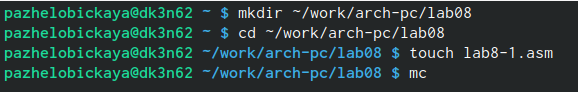 pazhelobickaya@dk3n62 ~ $ mkdir ~/work/arch-pc/lab08
pazhelobickaya@dk3n62 ~ $ cd ~/work/arch-pc/lab08
pazhelobickaya@dk3n62 ~/work/arch-pc/lab08 $ touch lab8-1.asm
pazhelobickaya@dk3n62 ~/work/arch-pc/lab08 $ mc